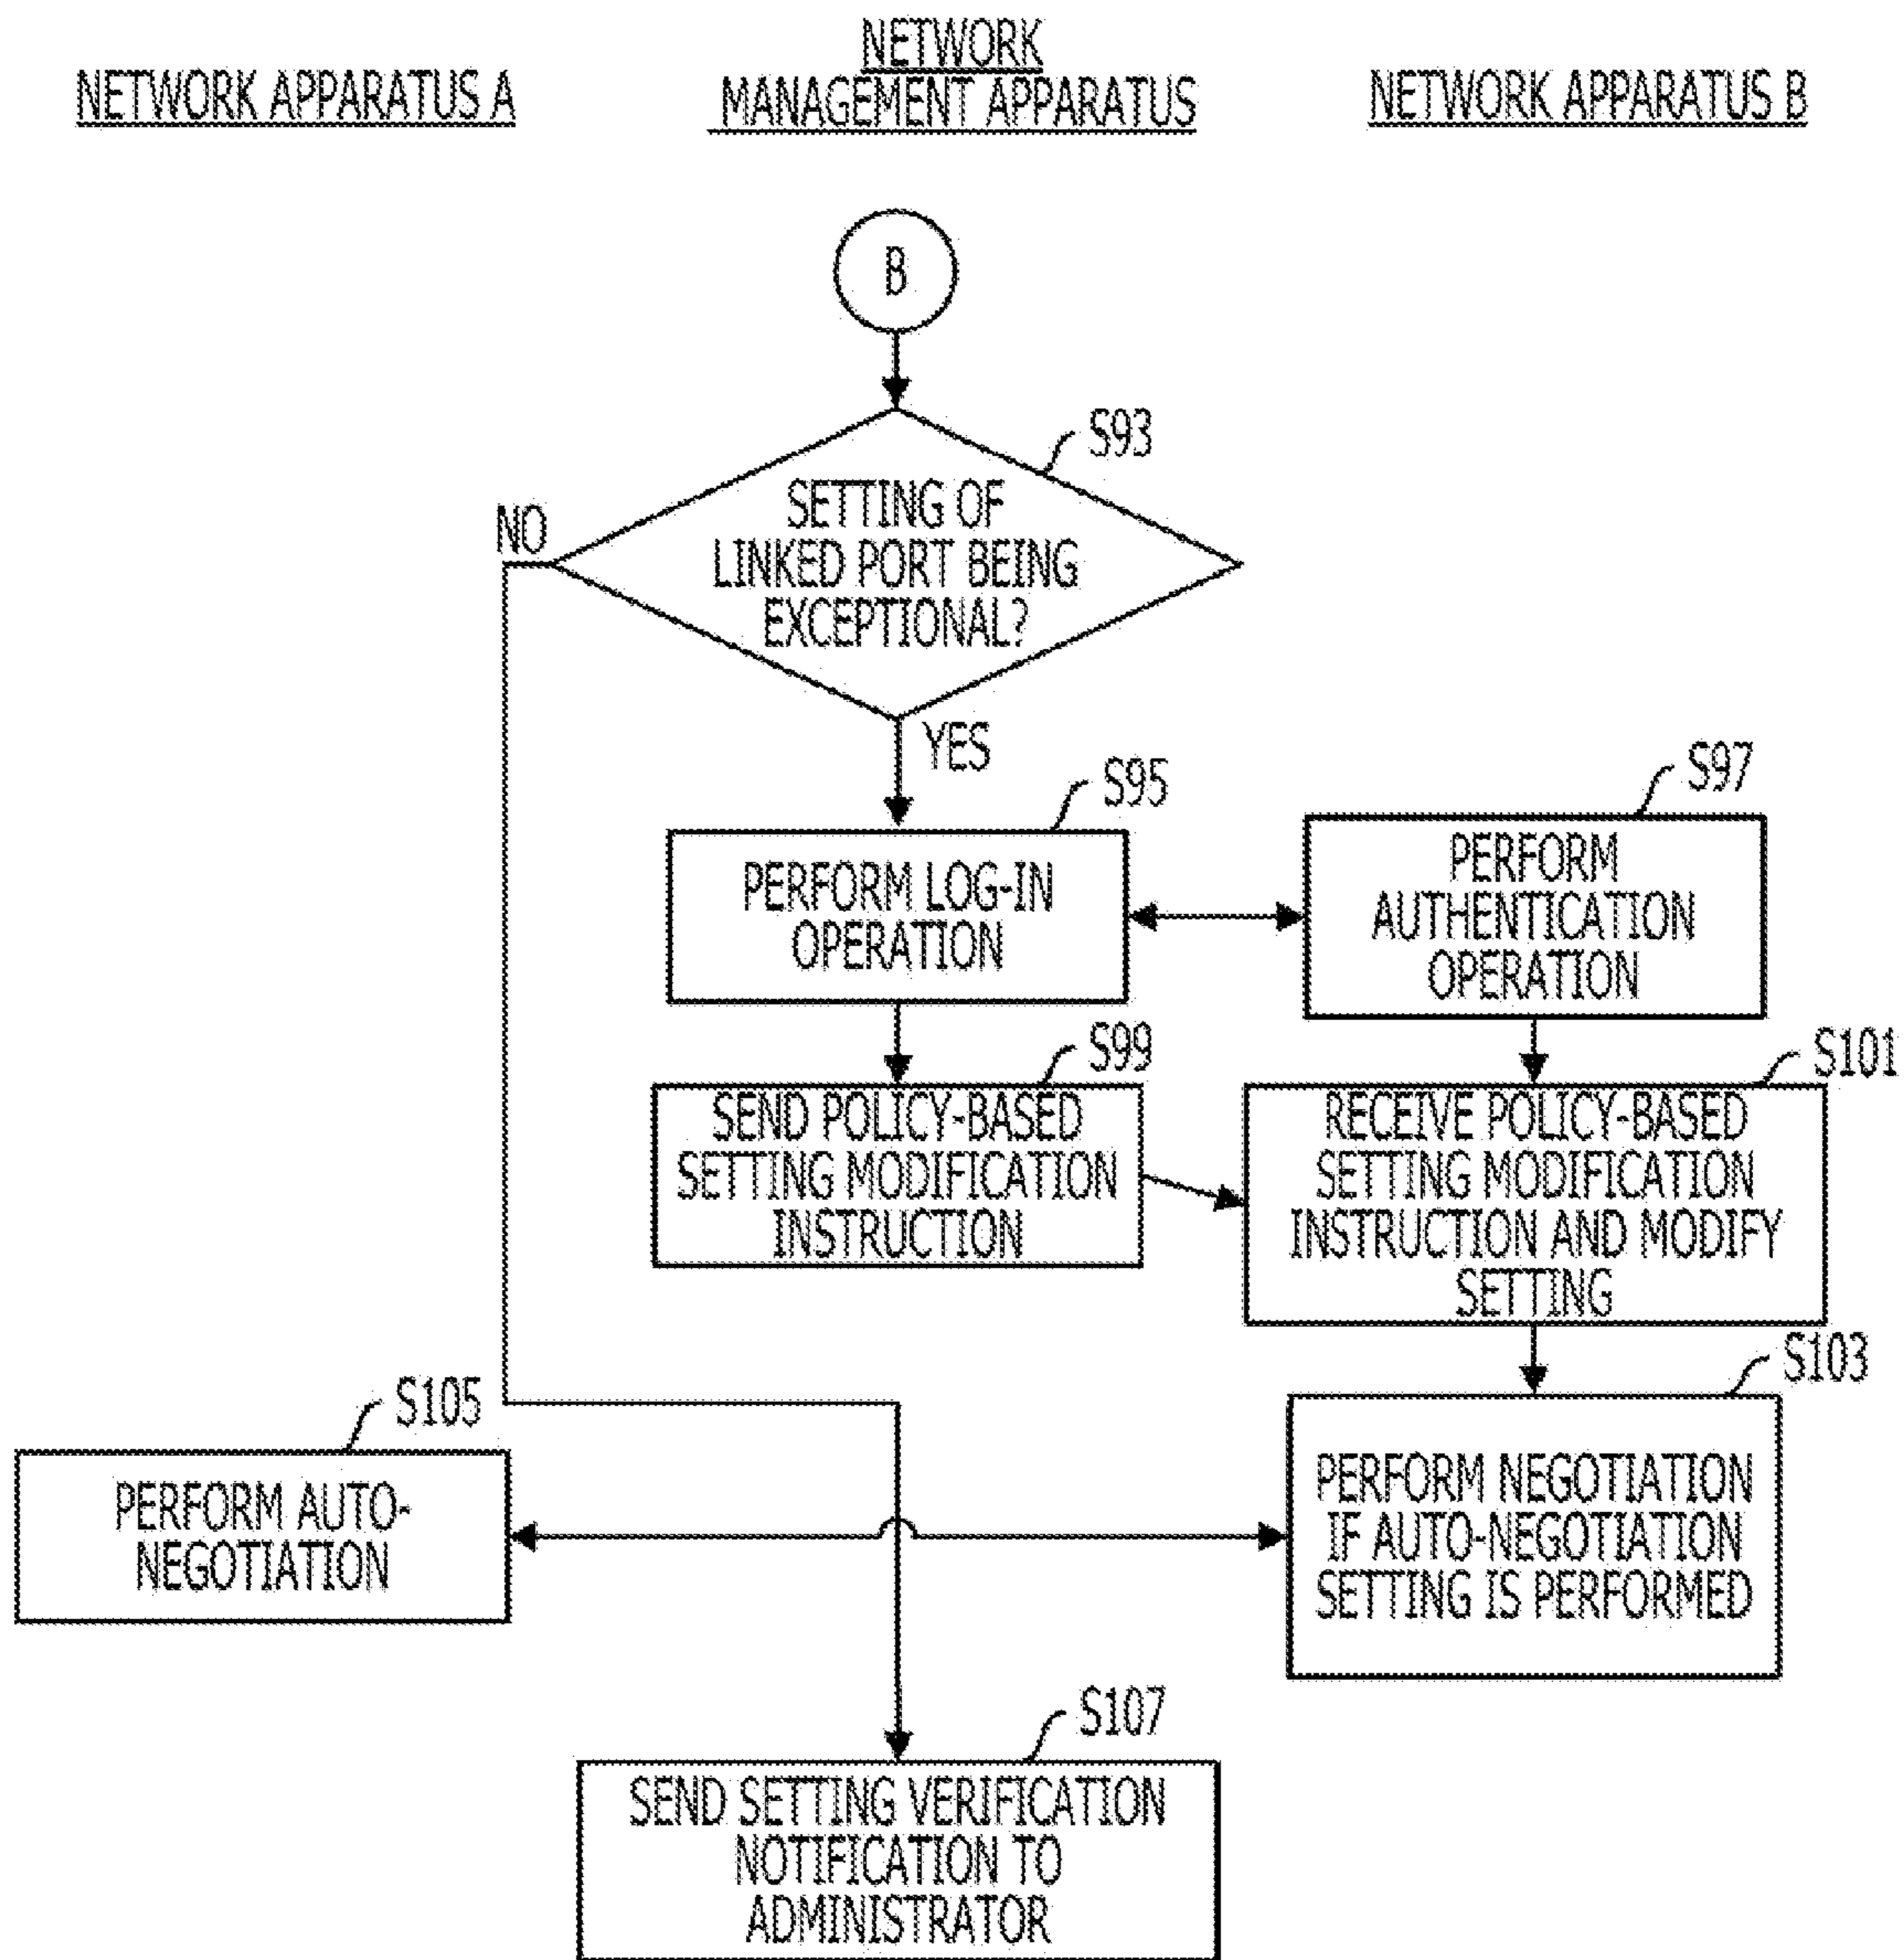 NETWORK APPARATUS A
NETWORK
MANAGEMENT APPARATUS
NETWORK APPARATUS B
B
S93
SETTING OF
LINKED PORT BEING
EXCEPTIONAL?
NO
YES
S95
PERFORM LOG-IN
OPERATION
S97
PERFORM
AUTHENTICATION
OPERATION
S99
SEND POLICY-BASED
SETTING MODIFICATION
INSTRUCTION
S101
RECEIVE POLICY-BASED
SETTING MODIFICATION
INSTRUCTION AND MODIFY
SETTING
S103
PERFORM NEGOTIATION
IF AUTO-NEGOTIATION
SETTING IS PERFORMED
S105
PERFORM AUTO-
NEGOTIATION
S107
SEND SETTING VERIFICATION
NOTIFICATION TO
ADMINISTRATOR